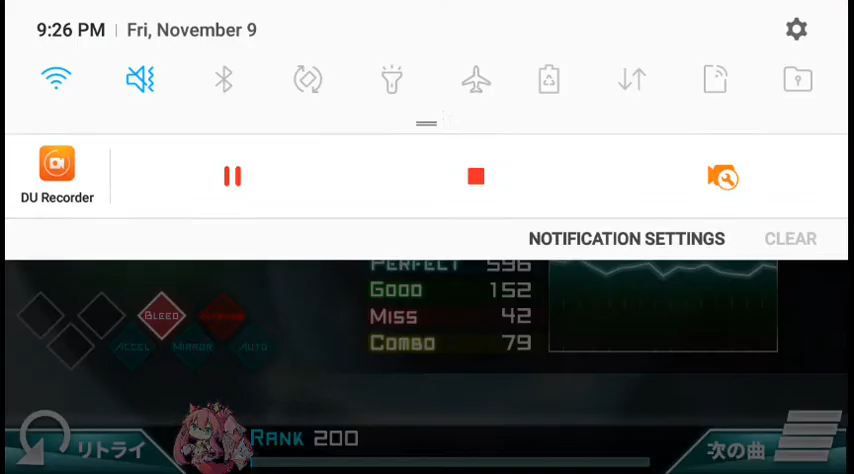 9:26 PM | Fri, November 9
DU Recorder
NOTIFICATION SETTINGS CLEAR
PERFECT 596
GOOD 152
MISS 42
COMBO 79
BLEED
ACCEL MIRROR AUTO
リトライ
RANK 200
次の曲